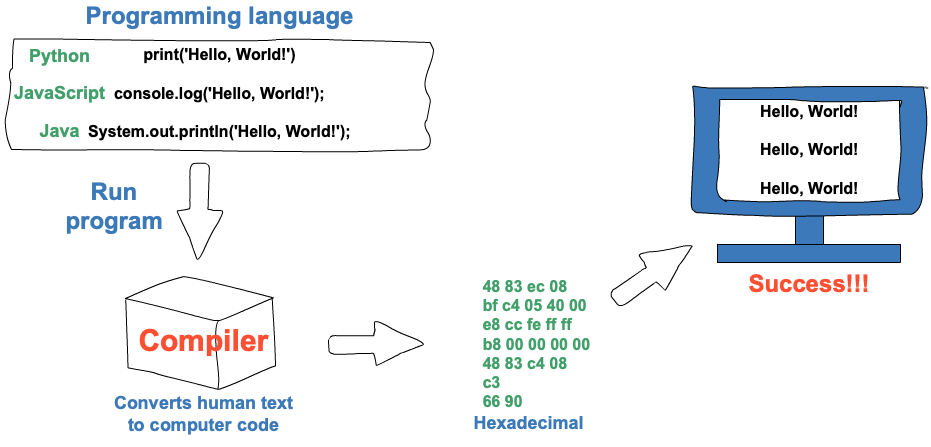 Programming language
Python print('Hello, World!')
JavaScript console.log('Hello, World!');
Java System.out.println('Hello, World!');
Run
program
Compiler
Converts human text
to computer code
48 83 ec 08
bf c4 05 40 00
e8 cc fe ff ff
b8 00 00 00 00
48 83 c4 08
c3
66 90
Hexadecimal
Hello, World!
Hello, World!
Hello, World!
Success!!!